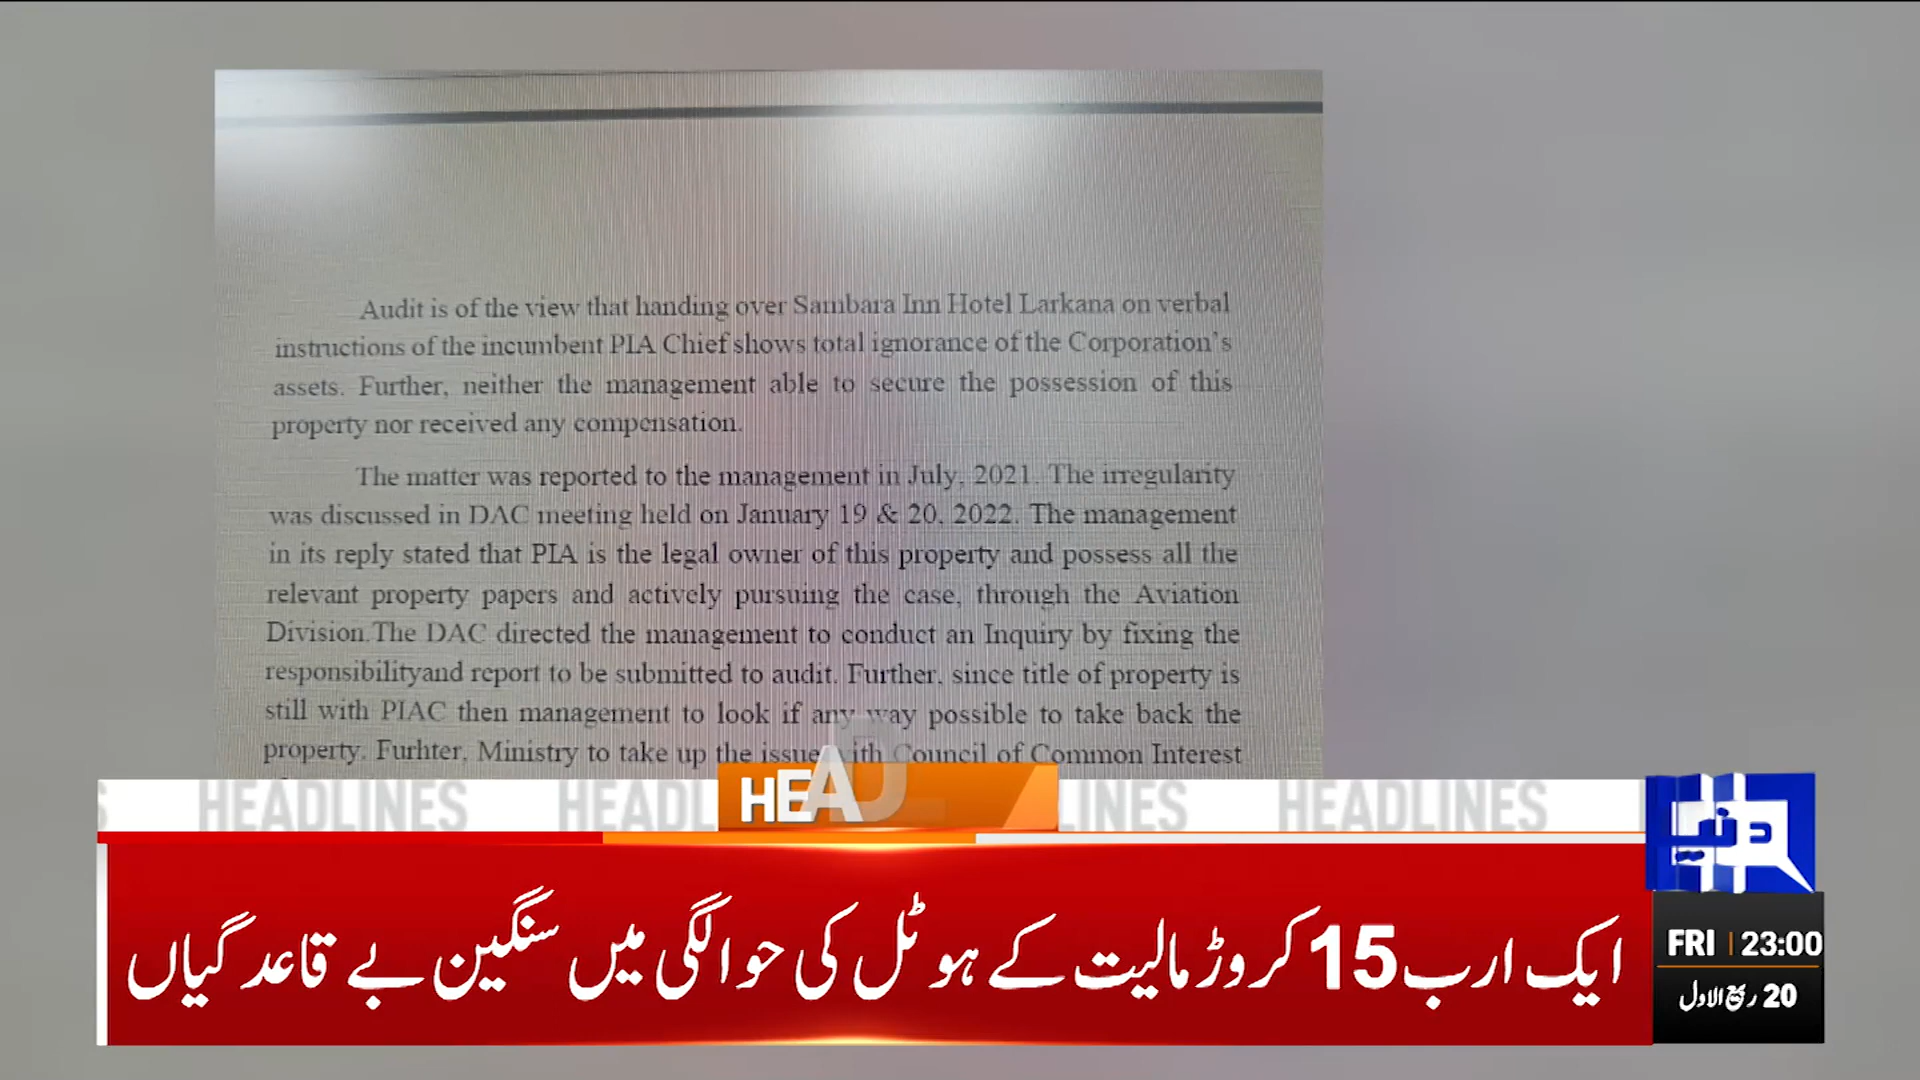 Audit is of the view that handing over Sambara Inn Hotel Larkana on verbal
instructions of the incumbent PIA Chief shows total ignorance of the Corporation's
assets. Further, neither the management able to secure the possession of this
property nor received any compensation.
The matter was reported to the management in July, 2021. The irregularity
was discussed in DAC meeting held on January 19 & 20, 2022. The management
in its reply stated that PIA is the legal owner of this property and possess all the
relevant property papers and actively pursuing the case, through the Aviation
Division.The DAC directed the management to conduct an Inquiry by fixing the
responsibilityand report to be submitted to audit. Further, since title of property is
still with PIAC then management to look if any way possible to take back the
property. Furhter, Ministry to take up the issue with Council of Common Interest
HEADLINES HEADL HEAD LINES HEADLINES
دنیا
ایک ارب 15 کروڑ مالیت کے ہوٹل کی حوالگی میں سنگین بے قاعدگیاں
FRI 23:00
20 ربیع الاول